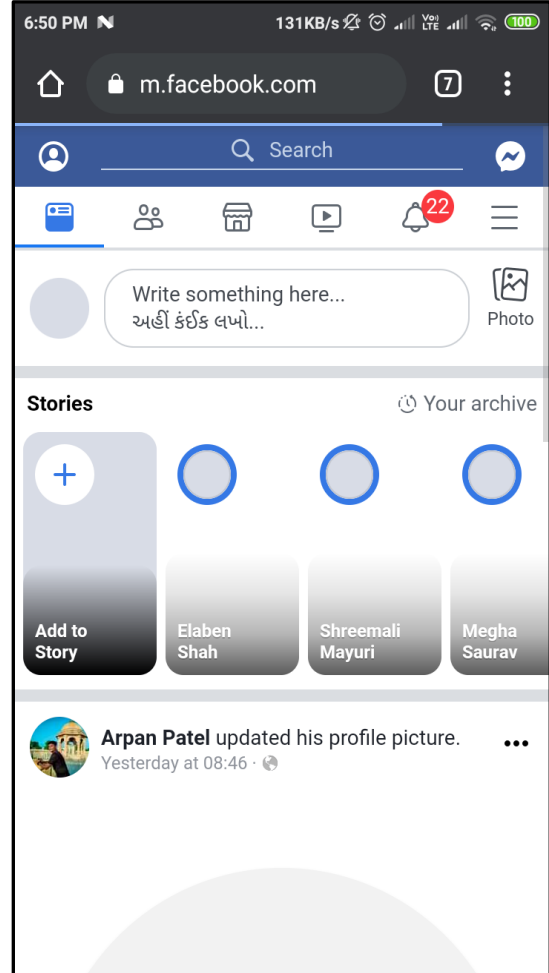 6:50 PM N 131KB/s Vo) LTE 100
m.facebook.com 7
Search
22
Write something here...
અહીં કંઈક લખો...
Photo
Stories
Your archive
Add to
Story
Elaben
Shah
Shreemali
Mayuri
Megha
Saurav
Arpan Patel updated his profile picture.
Yesterday at 08:46 ·